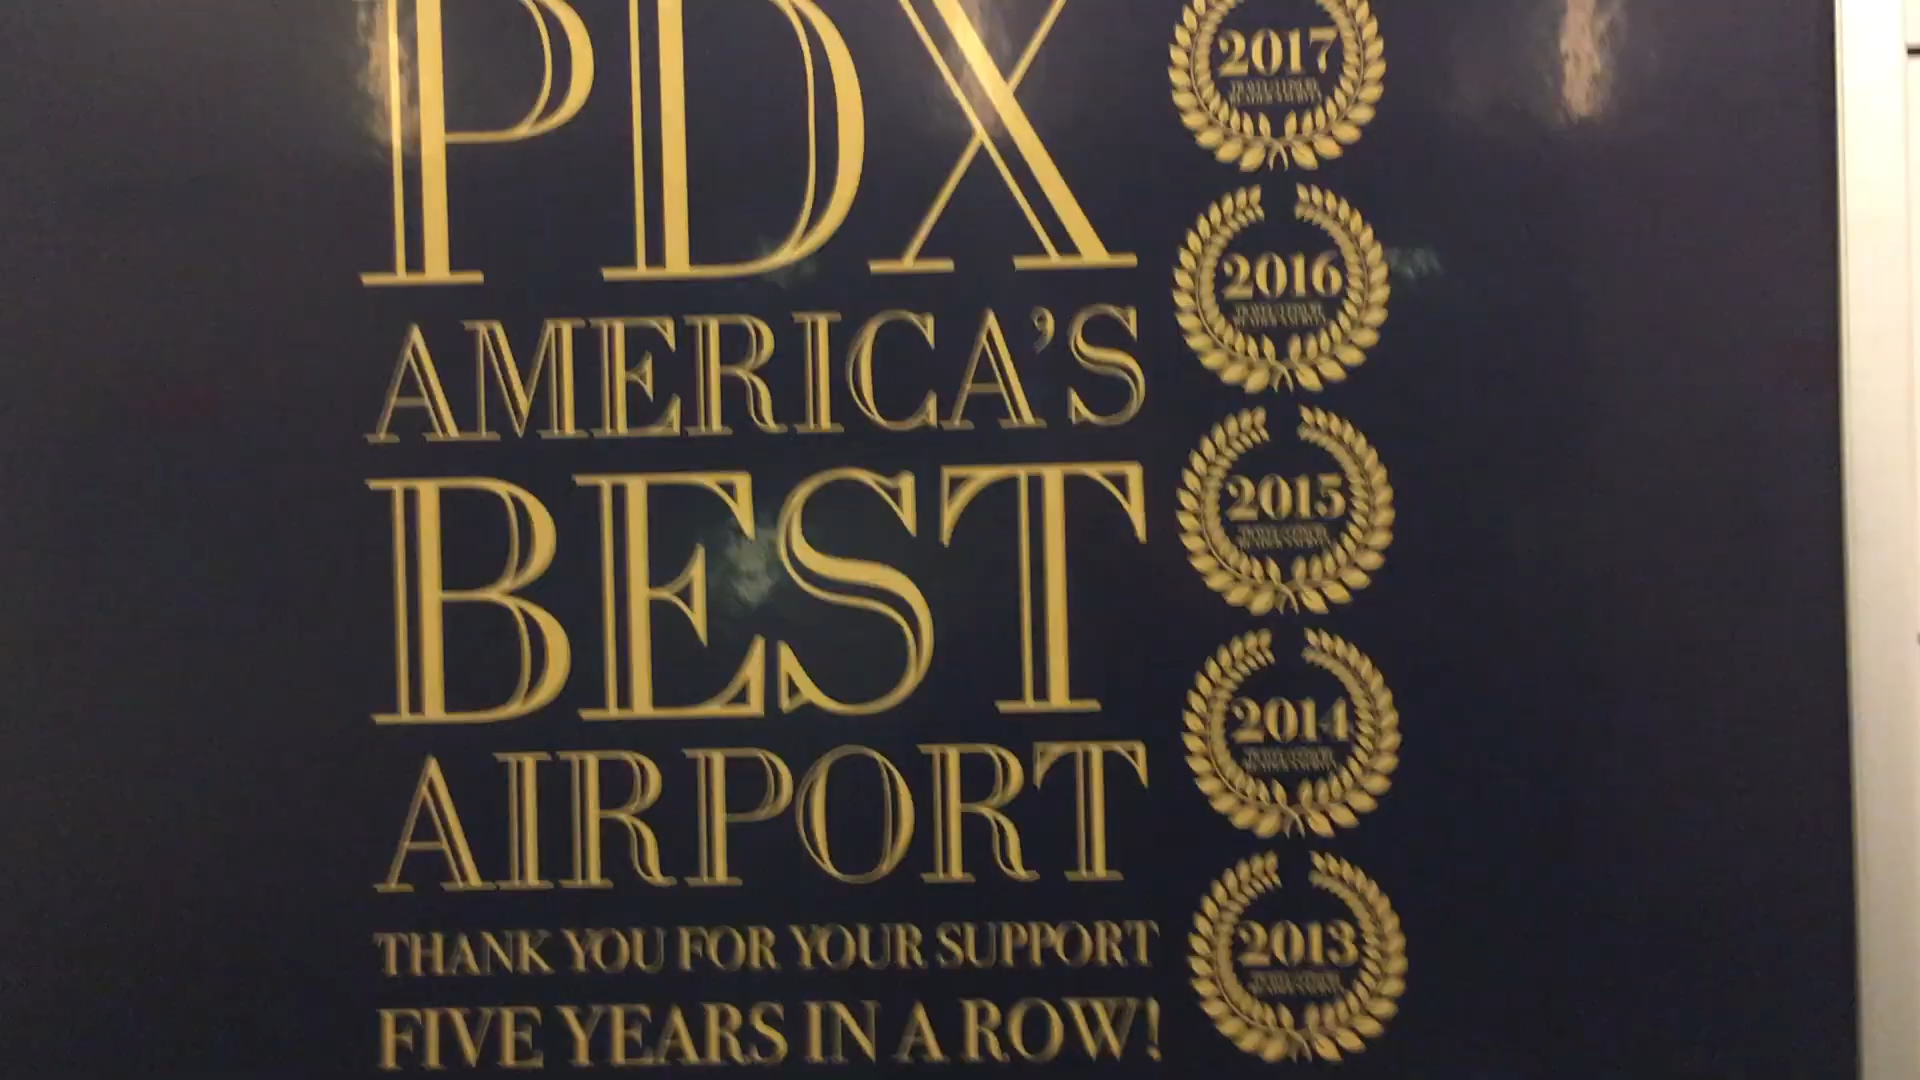 PDX
AMERICA'S
BEST
AIRPORT
THANK YOU FOR YOUR SUPPORT
FIVE YEARS IN A ROW!
2017
2016
2015
2014
2013